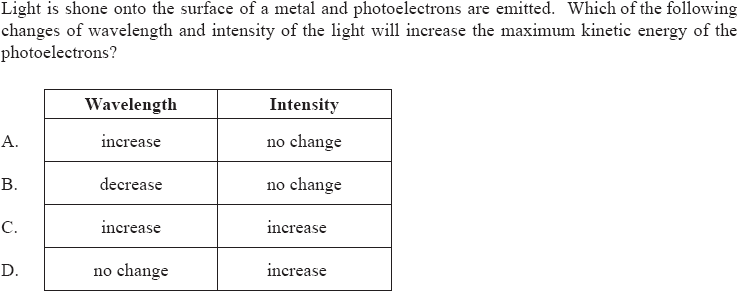 Light is shone onto the surface of a metal and photoelectrons are emitted. Which of the following
changes of wavelength and intensity of the light will increase the maximum kinetic energy of the
photoelectrons?
Wavelength Intensity
A. increase no change
B. decrease no change
C. increase increase
D. no change increase